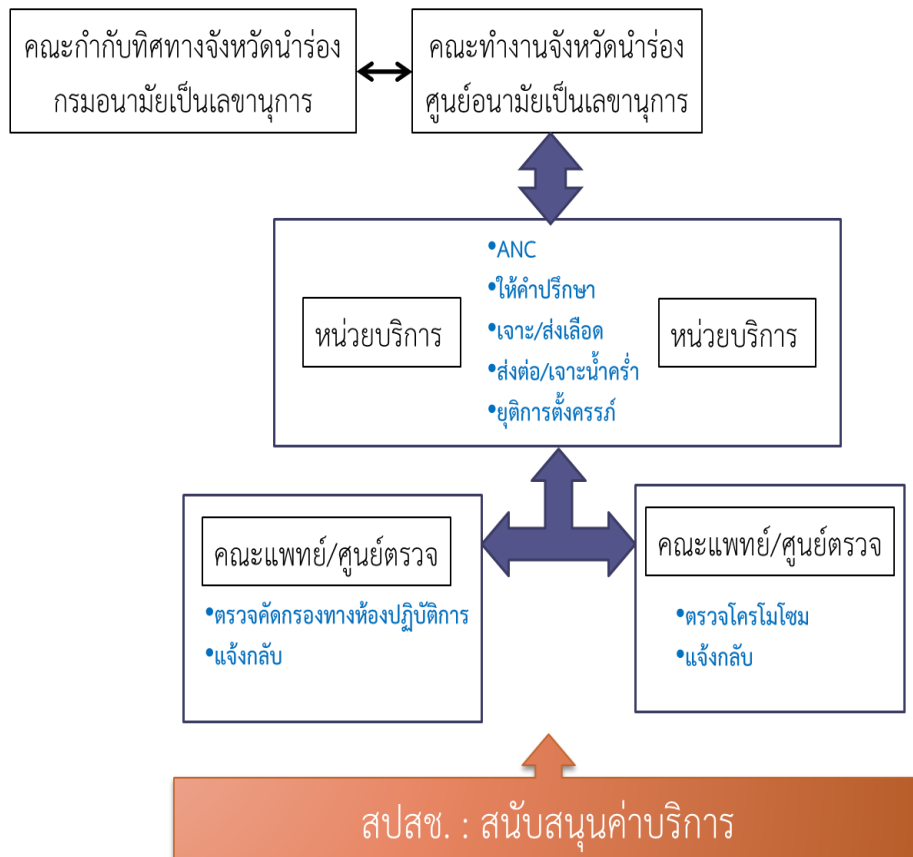 คณะกำกับทิศทางจังหวัดนำร่อง
กรมอนามัยเป็นเลขานุการ
คณะทำงานจังหวัดนำร่อง
ศูนย์อนามัยเป็นเลขานุการ
หน่วยบริการ
•ANC
•ให้คำปรึกษา
•เจาะ/ส่งเลือด
•ส่งต่อ/เจาะน้ำคร่ำ
•ยุติการตั้งครรภ์
หน่วยบริการ
คณะแพทย์/ศูนย์ตรวจ
•ตรวจคัดกรองทางห้องปฏิบัติการ
•แจ้งกลับ
คณะแพทย์/ศูนย์ตรวจ
•ตรวจโครโมโซม
•แจ้งกลับ
สปสช. : สนับสนุนค่าบริการ